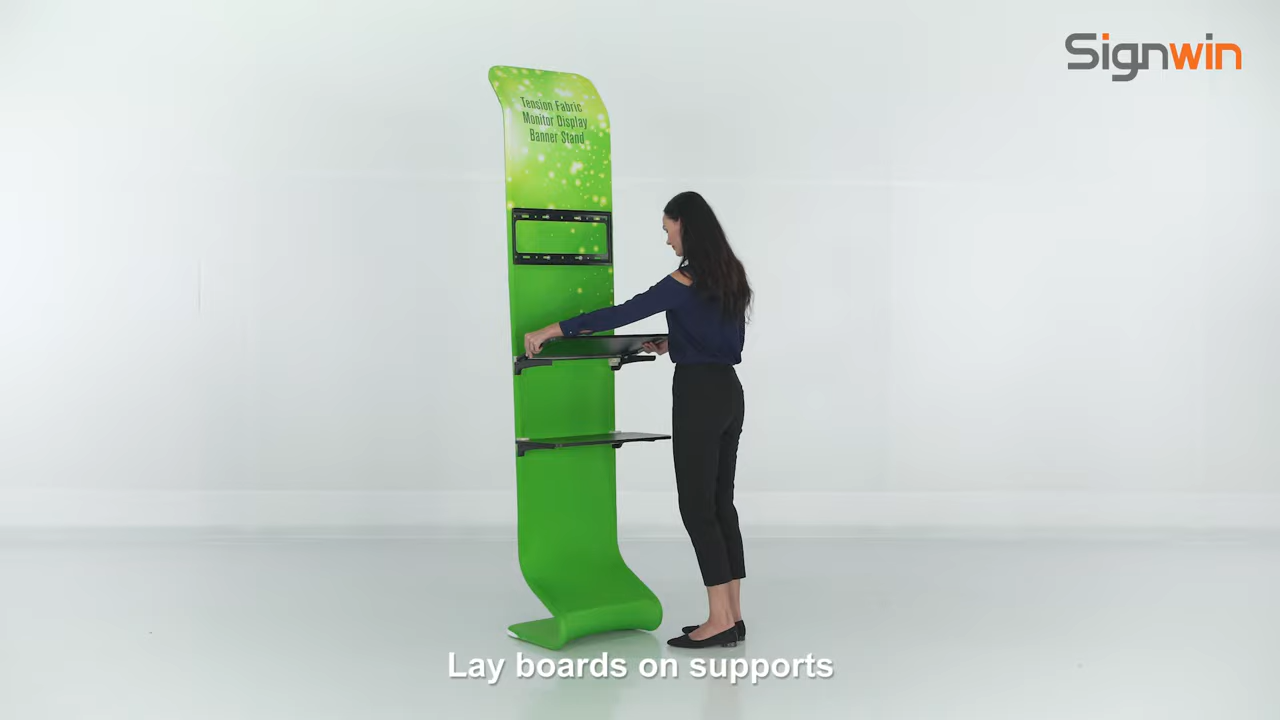 Signwin
Tension Fabric
Monitor Display
Banner Stand
Lay boards on supports